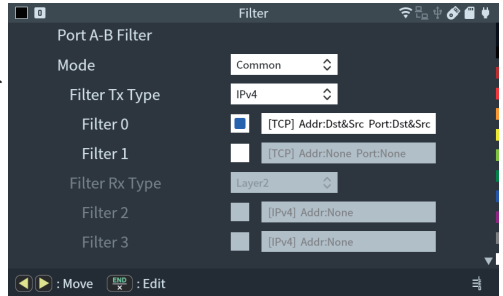 0 Filter
Port A-B Filter
Mode Common
Filter Tx Type IPv4
Filter 0 [TCP] Addr:Dst&Src Port:Dst&Src
Filter 1 [TCP] Addr:None Port:None
Filter Rx Type Layer2
Filter 2 [IPv4] Addr:None
Filter 3 [IPv4] Addr:None
: Move END × : Edit